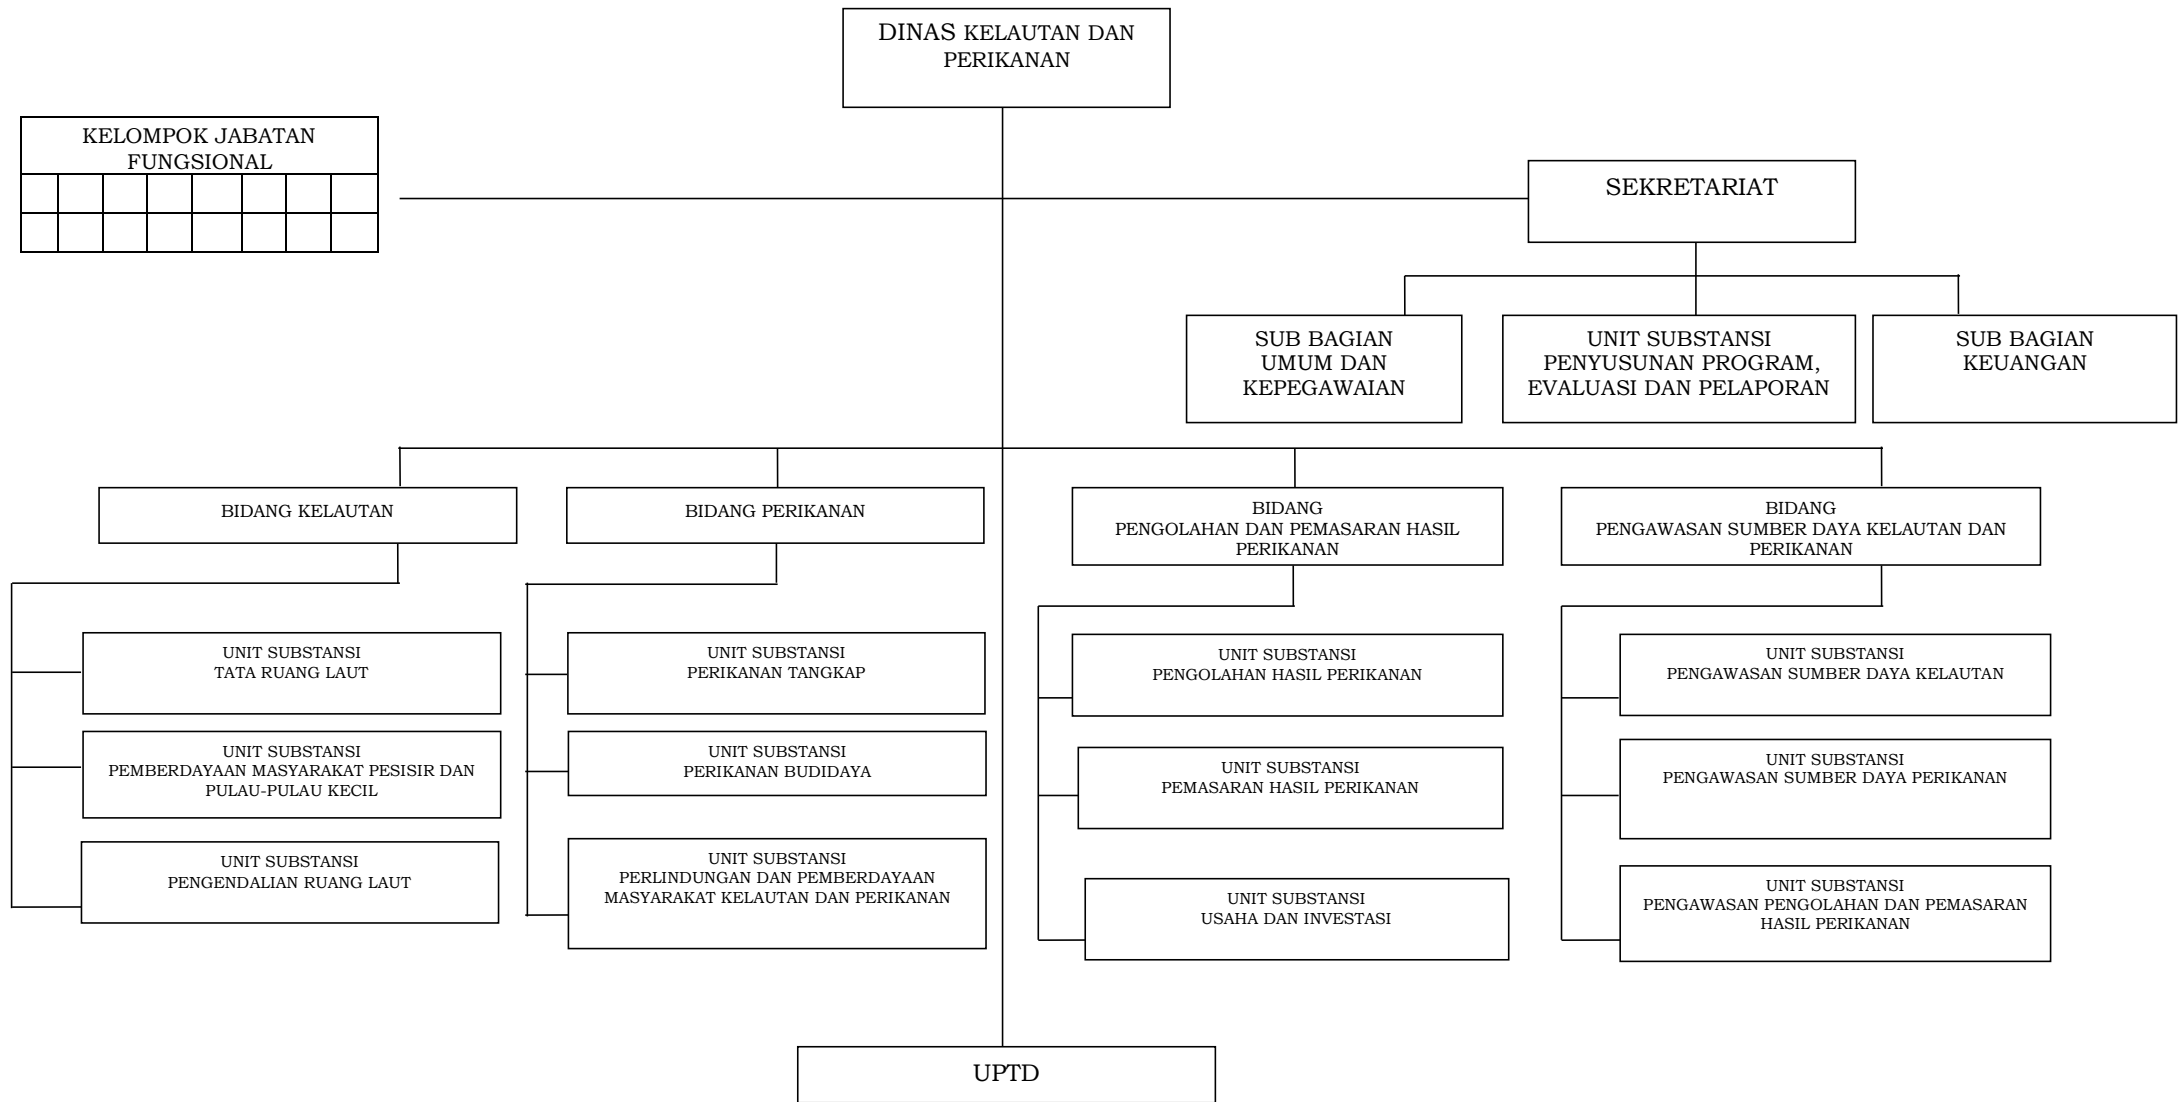 DINAS KELAUTAN DAN
PERIKANAN
KELOMPOK JABATAN
FUNGSIONAL
SEKRETARIAT
SUB BAGIAN
UMUM DAN
KEPEGAWAIAN
UNIT SUBSTANSI
PENYUSUNAN PROGRAM,
EVALUASI DAN PELAPORAN
SUB BAGIAN
KEUANGAN
BIDANG KELAUTAN
BIDANG PERIKANAN
BIDANG
PENGOLAHAN DAN PEMASARAN HASIL
PERIKANAN
BIDANG
PENGAWASAN SUMBER DAYA KELAUTAN DAN
PERIKANAN
UNIT SUBSTANSI
TATA RUANG LAUT
UNIT SUBSTANSI
PEMBERDAYAAN MASYARAKAT PESISIR DAN
PULAU-PULAU KECIL
UNIT SUBSTANSI
PENGENDALIAN RUANG LAUT
UNIT SUBSTANSI
PERIKANAN TANGKAP
UNIT SUBSTANSI
PERIKANAN BUDIDAYA
UNIT SUBSTANSI
PERLINDUNGAN DAN PEMBERDAYAAN
MASYARAKAT KELAUTAN DAN PERIKANAN
UNIT SUBSTANSI
PENGOLAHAN HASIL PERIKANAN
UNIT SUBSTANSI
PEMASARAN HASIL PERIKANAN
UNIT SUBSTANSI
USAHA DAN INVESTASI
UNIT SUBSTANSI
PENGAWASAN SUMBER DAYA KELAUTAN
UNIT SUBSTANSI
PENGAWASAN SUMBER DAYA PERIKANAN
UNIT SUBSTANSI
PENGAWASAN PENGOLAHAN DAN PEMASARAN
HASIL PERIKANAN
UPTD